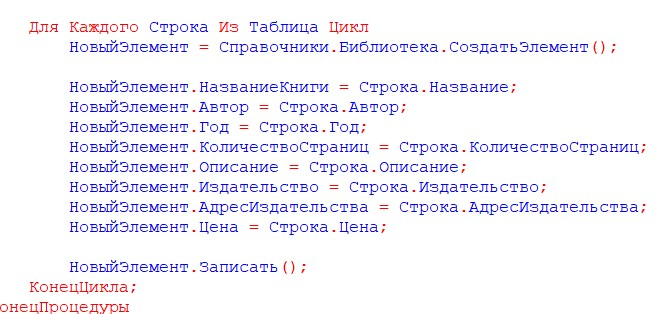 Для Каждого Строка Из Таблица Цикл
НовыйЭлемент = Справочники.Библиотека.СоздатьЭлемент();
НовыйЭлемент.НазваниеКниги = Строка.Название;
НовыйЭлемент.Автор = Строка.Автор;
НовыйЭлемент.Год = Строка.Год;
НовыйЭлемент.КоличествоСтраниц = Строка.КоличествоСтраниц;
НовыйЭлемент.Описание = Строка.Описание;
НовыйЭлемент.Издательство = Строка.Издательство;
НовыйЭлемент.АдресИздательства = Строка.АдресИздательства;
НовыйЭлемент.Цена = Строка.Цена;
НовыйЭлемент.Записать();
КонецЦикла;
онецПроцедуры